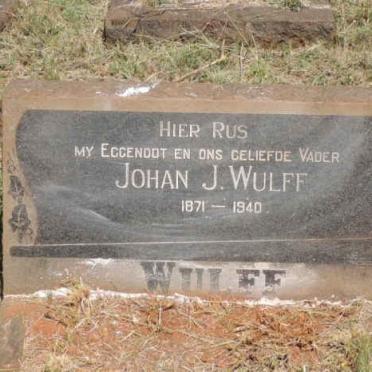 HIER RUS
MY EGGENOOT EN ONS GELIEFDE VADER
JOHAN J. WULFF
1871 — 1940
WULFF